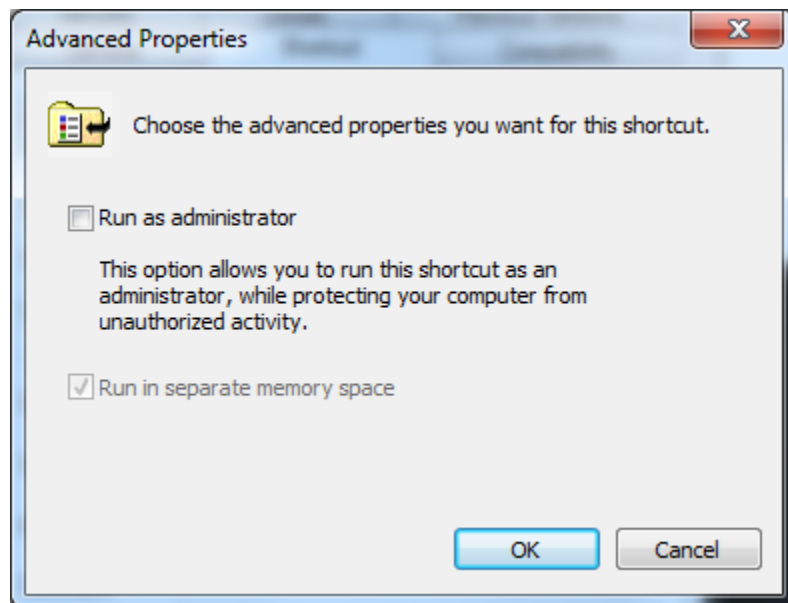 Advanced Properties
Choose the advanced properties you want for this shortcut.
Run as administrator
This option allows you to run this shortcut as an
administrator, while protecting your computer from
unauthorized activity.
Run in separate memory space
OK
Cancel